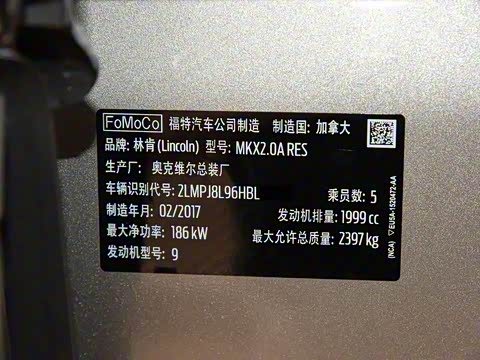 FoMoCo 福特汽车公司制造 制造国: 加拿大
品牌: 林肯(Lincoln) 型号: MKX2.0A RES
生产厂: 奥克维尔总装厂
车辆识别代号: 2LMPJ8L96HBL 乘员数: 5
制造年月 02/2017 发动机排量: 1999 cc
最大净功率: 186 kW 最大允许总质量: 2397 kg
发动机型号: 9
(NCA) ▽EU5A-1520472-AA